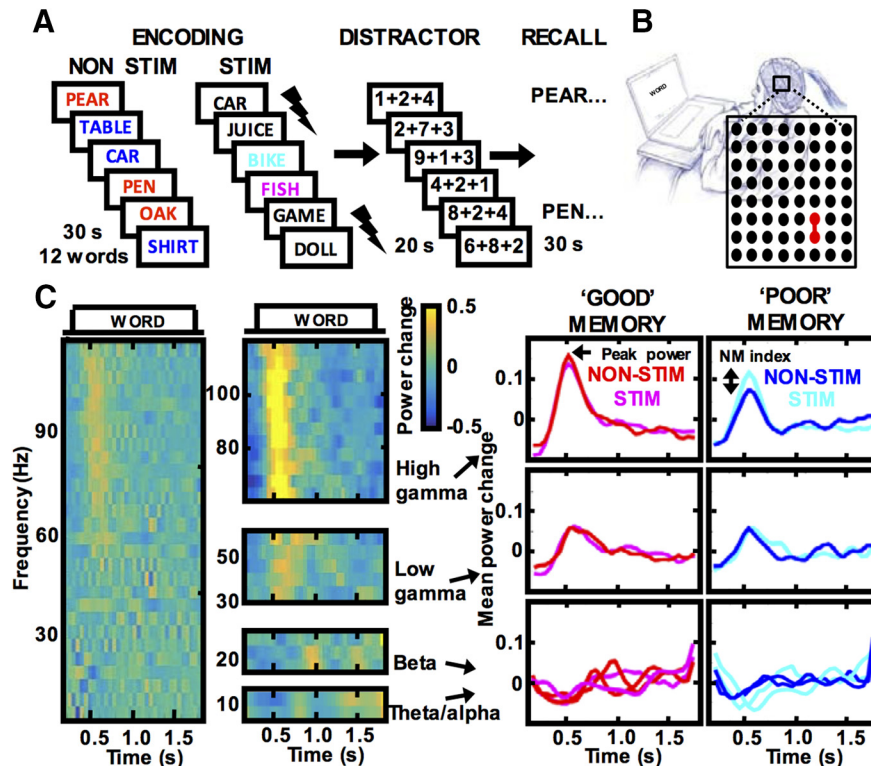 A
ENCODING
DISTRACTOR
RECALL
NON STIM
STIM
PEAR
TABLE
CAR
PEN
OAK
SHIRT
30 s
12 words
CAR
JUICE
BIKE
FISH
GAME
DOLL
1+2+4
2+7+3
9+1+3
4+2+1
8+2+4
6+8+2
20 s
PEAR...
PEN...
30 s
B
WORD
C
WORD
Frequency (Hz)
90
60
30
0.5 1.0 1.5
Time (s)
WORD
Power change
0.5
0
-0.5
100
80
High
gamma
50
30
Low
gamma
20
Beta
10
Theta/alpha
0.5 1.0 1.5
Time (s)
'GOOD'
MEMORY
'POOR'
MEMORY
Mean power change
Peak power
NON-STIM
STIM
NM index
NON-STIM
STIM
0.1
0
0.1
0
0.1
0
0.5 1.0 1.5
Time (s)
0.5 1.0 1.5
Time (s)